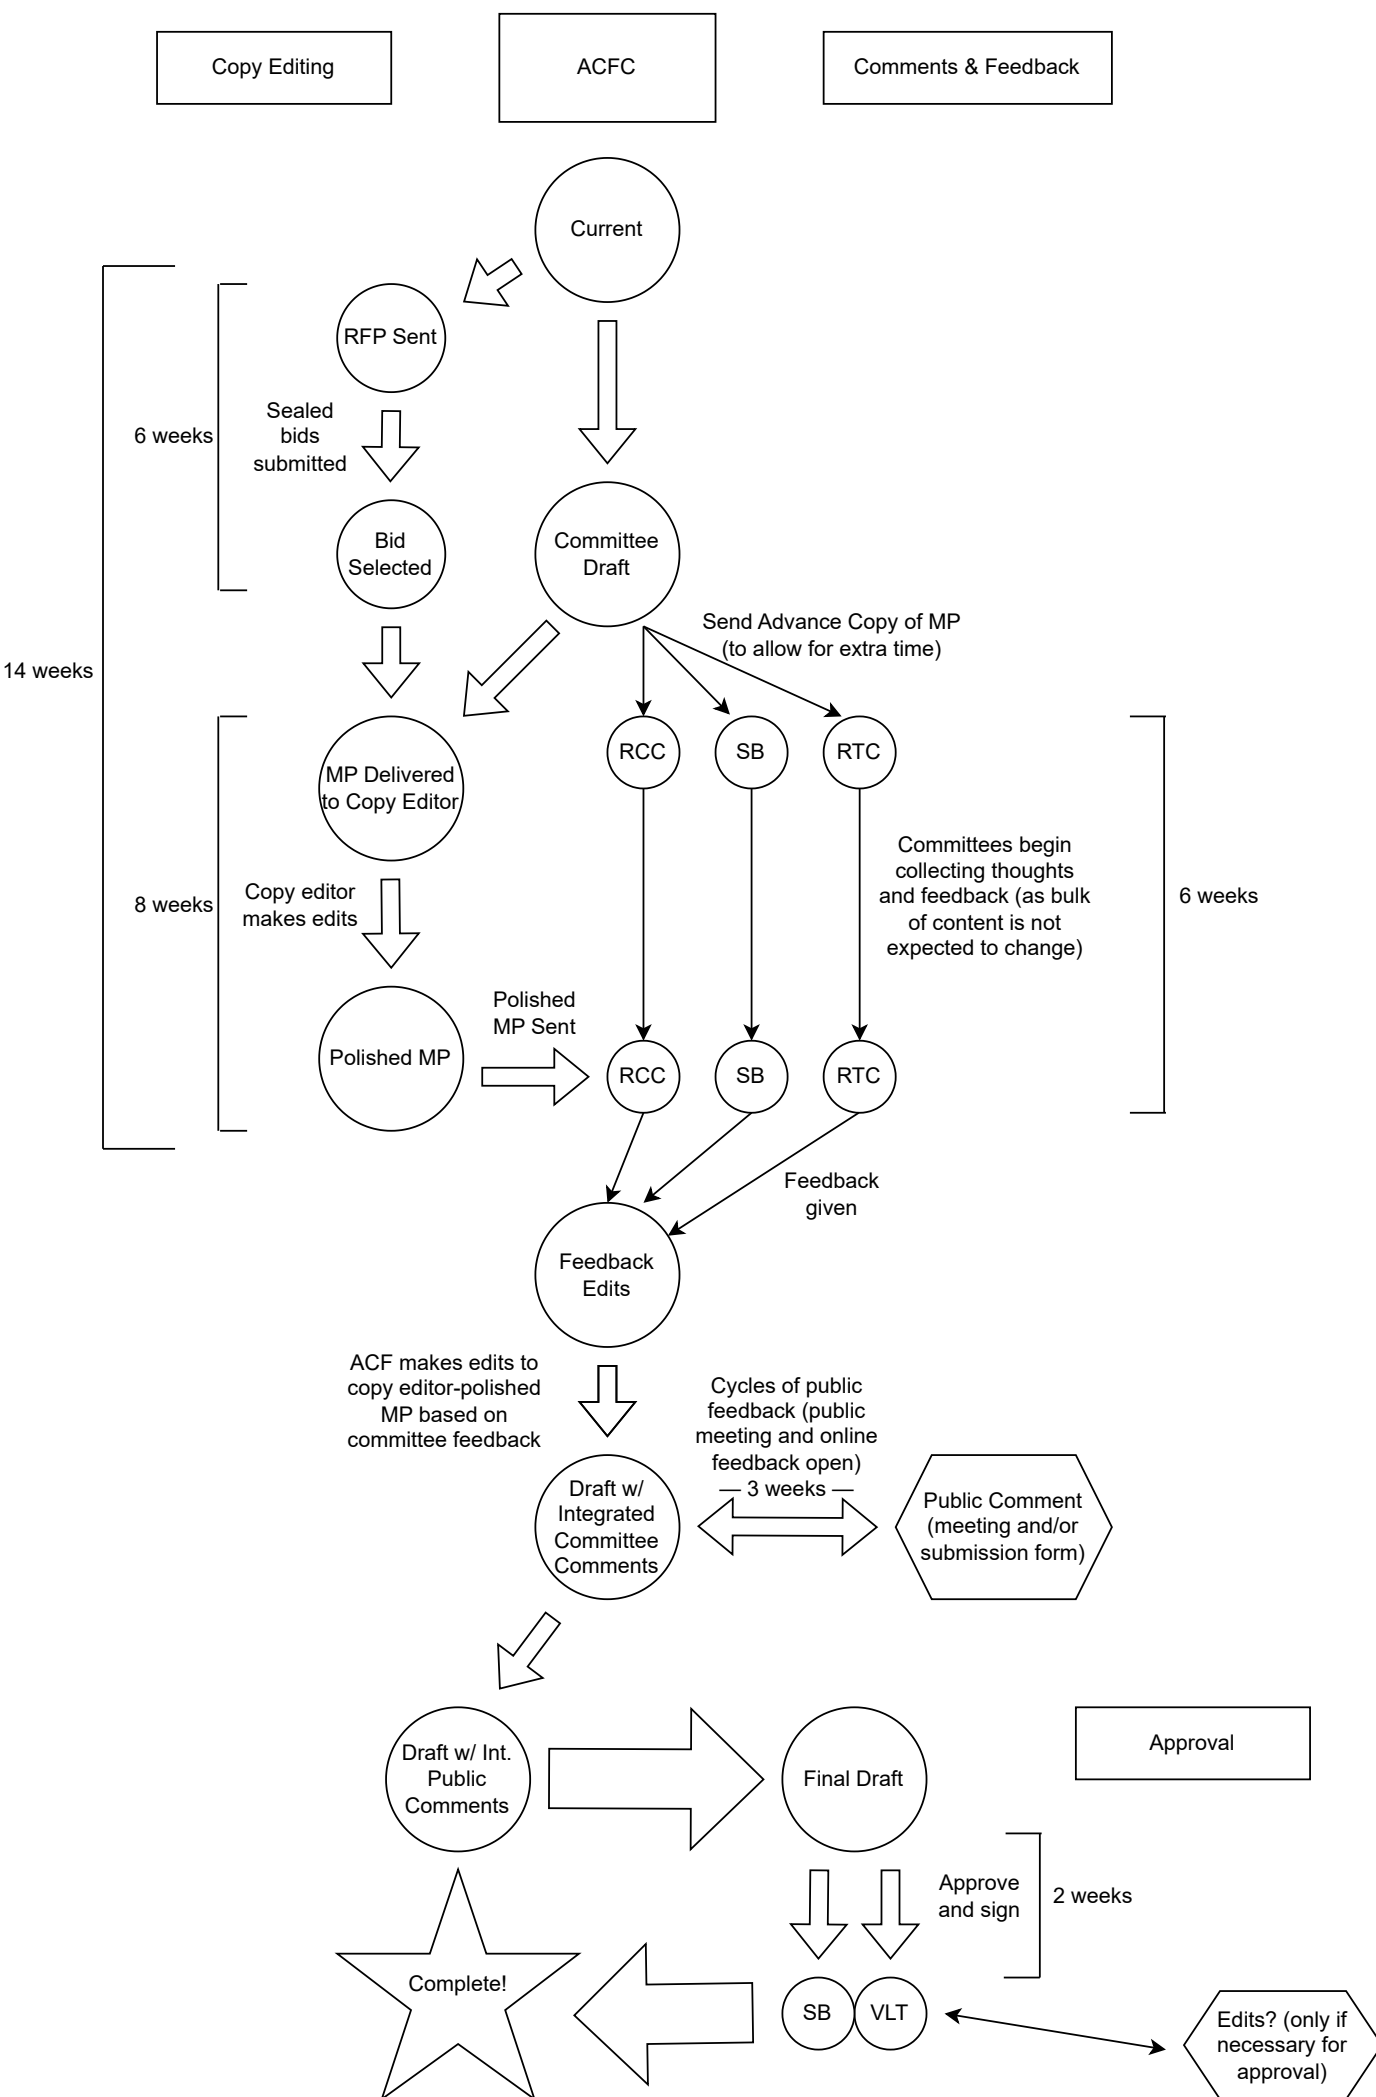 Copy Editing
ACFC
Comments & Feedback
Current
RFP Sent
Sealed
bids
submitted
6 weeks
Bid
Selected
Committee
Draft
Send Advance Copy of MP
(to allow for extra time)
14 weeks
RCC
SB
RTC
MP Delivered
to Copy Editor
Committees begin
collecting thoughts
and feedback (as bulk
of content is not
expected to change)
6 weeks
8 weeks
Copy editor
makes edits
Polished
MP Sent
Polished MP
RCC
SB
RTC
Feedback
given
Feedback
Edits
ACF makes edits to
copy editor-polished
MP based on
committee feedback
Cycles of public
feedback (public
meeting and online
feedback open)
— 3 weeks —
Draft w/
Integrated
Committee
Comments
Public Comment
(meeting and/or
submission form)
Draft w/ Int.
Public
Comments
Final Draft
Approval
Approve
and sign
2 weeks
Complete!
SB
VLT
Edits? (only if
necessary for
approval)